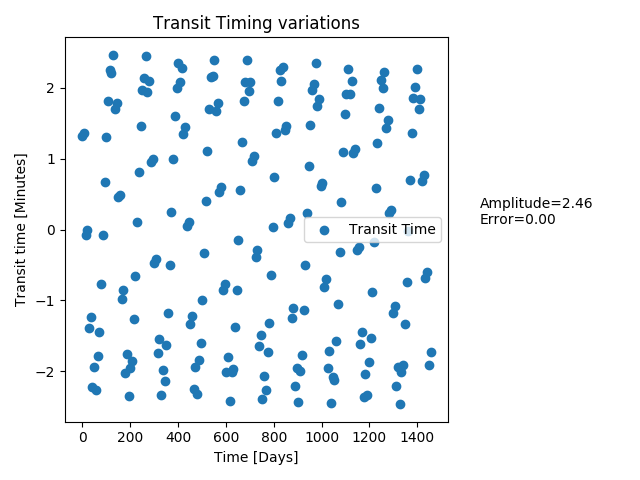 Transit Timing variations
2
1
0
−1
−2
Transit time [Minutes]
Transit Time
Amplitude=2.46
Error=0.00
0 200 400 600 800 1000 1200 1400
Time [Days]